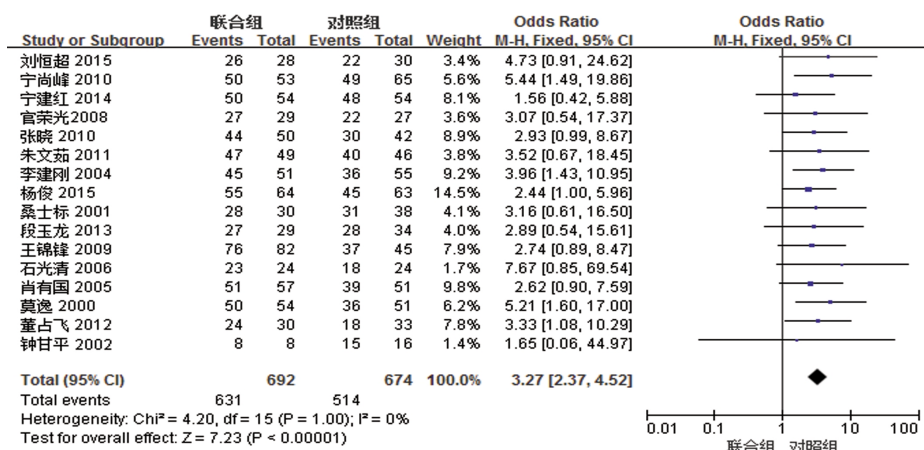 联合组 对照组 Odds Ratio Odds Ratio
Study or Subgroup Events Total Events Total Weight M-H, Fixed, 95% CI M-H, Fixed, 95% CI
刘恒超 2015 26 28 22 30 3.4% 4.73 [0.91, 24.62]
宁尚峰 2010 50 53 49 65 5.6% 5.44 [1.49, 19.86]
宁建红 2014 50 54 48 54 8.1% 1.56 [0.42, 5.88]
官荣光2008 27 29 22 27 3.6% 3.07 [0.54, 17.37]
张晓 2010 44 50 30 42 8.6% 2.93 [0.99, 8.67]
朱文茹 2011 47 49 40 46 3.8% 3.52 [0.67, 18.45]
李建刚 2004 45 51 36 55 8.7% 3.96 [1.43, 10.95]
杨俊 2015 55 64 45 63 14.5% 2.44 [1.00, 5.96]
桑士标 2001 28 30 31 38 4.1% 3.16 [0.61, 16.50]
段玉龙 2013 27 29 28 34 4.0% 2.89 [0.54, 15.61]
王锦锋 2009 76 82 37 45 7.9% 2.74 [0.89, 8.47]
石光清 2006 23 24 18 24 1.7% 7.67 [0.85, 69.54]
肖有国 2005 51 57 39 51 9.8% 2.62 [0.90, 7.59]
莫逸 2000 50 54 36 51 6.2% 5.21 [1.60, 17.00]
董占飞 2012 24 30 18 33 7.8% 3.33 [1.08, 10.29]
钟甘平 2002 8 8 15 16 1.4% 1.65 [0.06, 44.97]
Total (95% CI) 692 674 100.0% 3.27 [2.37, 4.52]
Total events 631 514
Heterogeneity: Chi² = 4.20, df = 15 (P = 1.00); I² = 0%
Test for overall effect: Z = 7.23 (P < 0.00001)
0.01 0.1 1 10 100
联合组 对照组